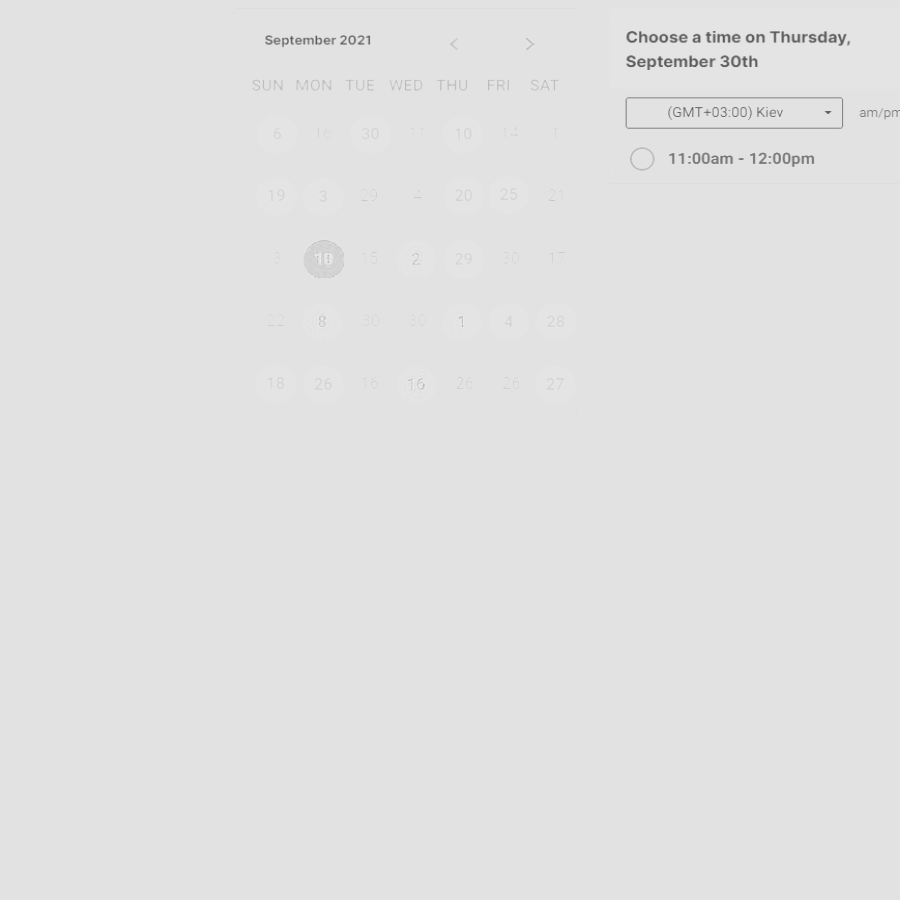 September 2021
SUN MON TUE WED THU FRI SAT
6 16 30 11 10 14 1
19 3 29 4 20 25 21
3 15 2 29 30 17
22 8 30 30 1 4 28
18 26 16 16 26 26 27
Choose a time on Thursday,
September 30th
(GMT+03:00) Kiev am/pm
11:00am - 12:00pm